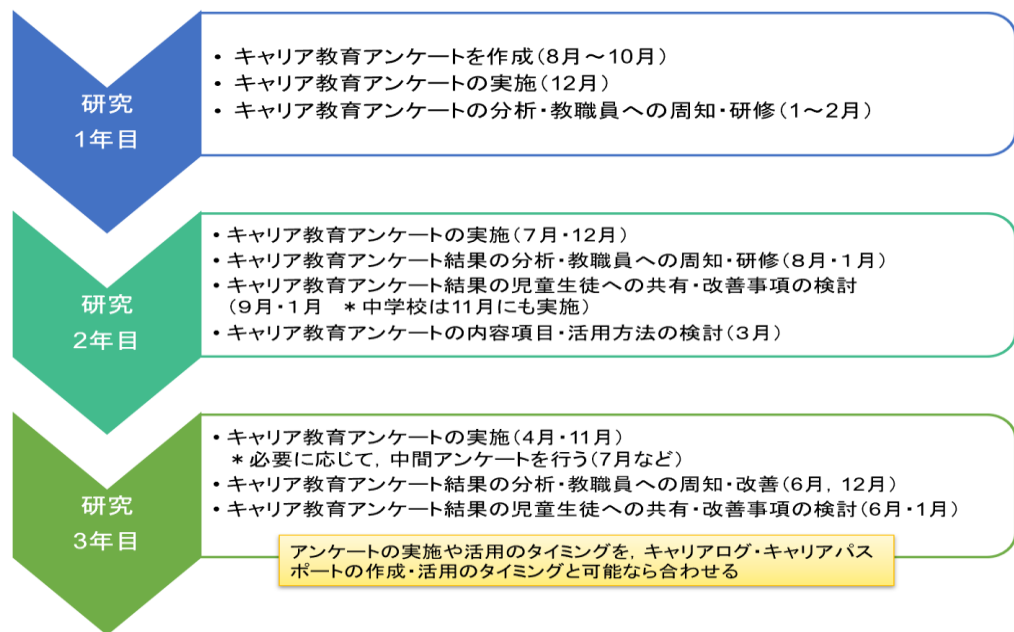 研究
1年目
・キャリア教育アンケートを作成(8月～10月)
・キャリア教育アンケートの実施(12月)
・キャリア教育アンケートの分析・教職員への周知・研修(1～2月)
研究
2年目
・キャリア教育アンケートの実施(7月・12月)
・キャリア教育アンケート結果の分析・教職員への周知・研修(8月・1月)
・キャリア教育アンケート結果の児童生徒への共有・改善事項の検討
(9月・1月　*中学校は11月にも実施)
・キャリア教育アンケートの内容項目・活用方法の検討(3月)
研究
3年目
・キャリア教育アンケートの実施(4月・11月)
*必要に応じて，中間アンケートを行う(7月など)
・キャリア教育アンケート結果の分析・教職員への周知・改善(6月，12月)
・キャリア教育アンケート結果の児童生徒への共有・改善事項の検討(6月・1月)
アンケートの実施や活用のタイミングを，キャリアログ・キャリアパス
ポートの作成・活用のタイミングと可能なら合わせる